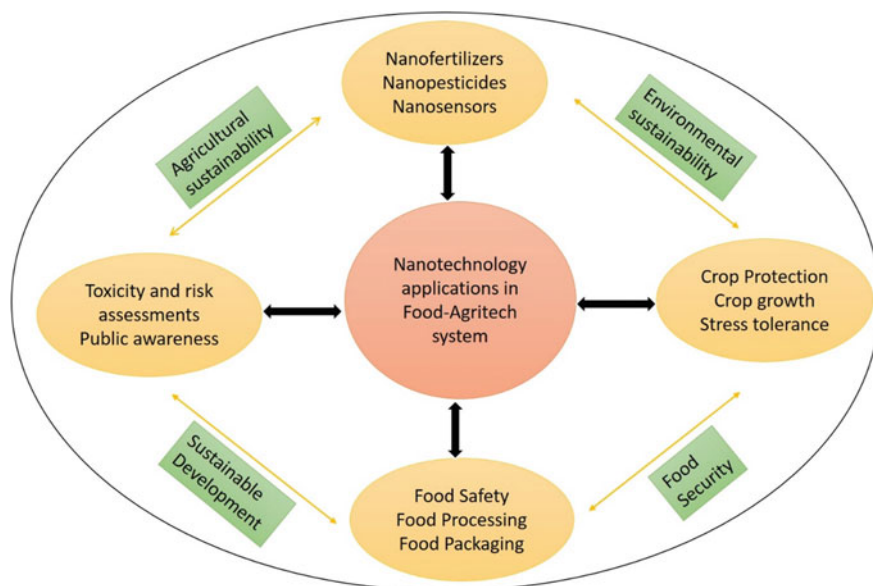 Nanofertilizers
Nanopesticides
Nanosensors
Agricultural
sustainability
Environmental
sustainability
Nanotechnology
applications in
Food-Agritech
system
Toxicity and risk
assessments
Public awareness
Crop Protection
Crop growth
Stress tolerance
Sustainable
Development
Food
Security
Food Safety
Food Processing
Food Packaging